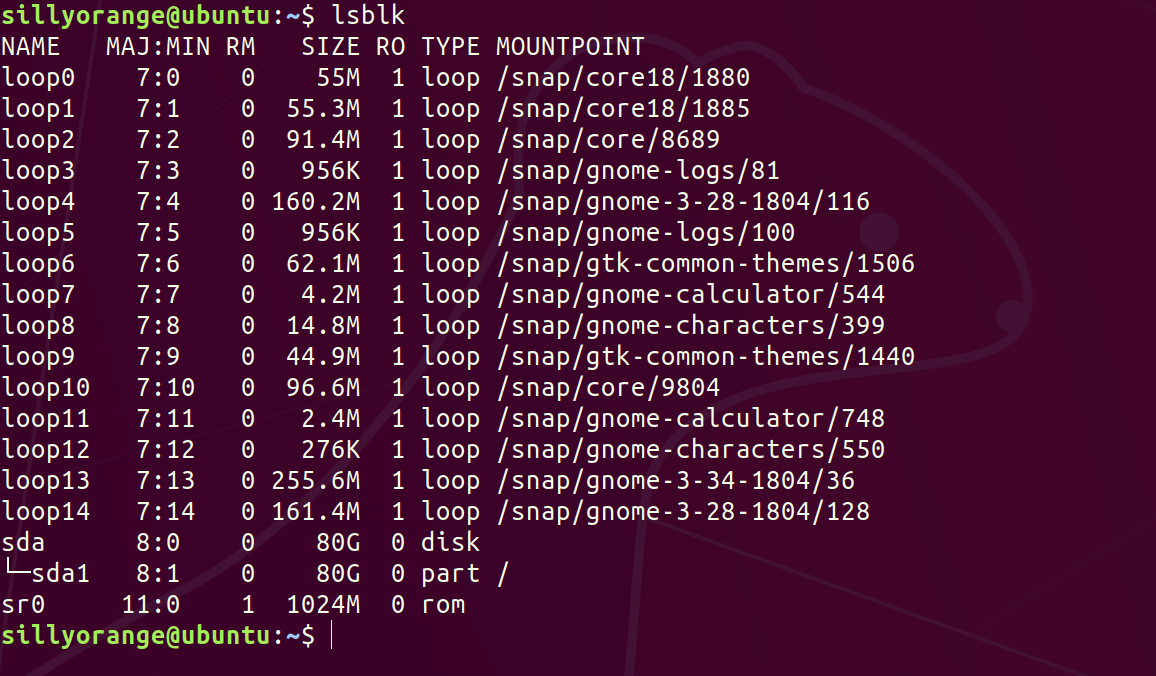 sillyorange@ubuntu:~$ lsblk
NAME   MAJ:MIN RM   SIZE RO TYPE MOUNTPOINT
loop0    7:0    0    55M  1 loop /snap/core18/1880
loop1    7:1    0  55.3M  1 loop /snap/core18/1885
loop2    7:2    0  91.4M  1 loop /snap/core/8689
loop3    7:3    0   956K  1 loop /snap/gnome-logs/81
loop4    7:4    0 160.2M  1 loop /snap/gnome-3-28-1804/116
loop5    7:5    0   956K  1 loop /snap/gnome-logs/100
loop6    7:6    0  62.1M  1 loop /snap/gtk-common-themes/1506
loop7    7:7    0   4.2M  1 loop /snap/gnome-calculator/544
loop8    7:8    0  14.8M  1 loop /snap/gnome-characters/399
loop9    7:9    0  44.9M  1 loop /snap/gtk-common-themes/1440
loop10   7:10   0  96.6M  1 loop /snap/core/9804
loop11   7:11   0   2.4M  1 loop /snap/gnome-calculator/748
loop12   7:12   0   276K  1 loop /snap/gnome-characters/550
loop13   7:13   0 255.6M  1 loop /snap/gnome-3-34-1804/36
loop14   7:14   0 161.4M  1 loop /snap/gnome-3-28-1804/128
sda      8:0    0    80G  0 disk
└─sda1   8:1    0    80G  0 part /
sr0     11:0    1  1024M  0 rom
sillyorange@ubuntu:~$